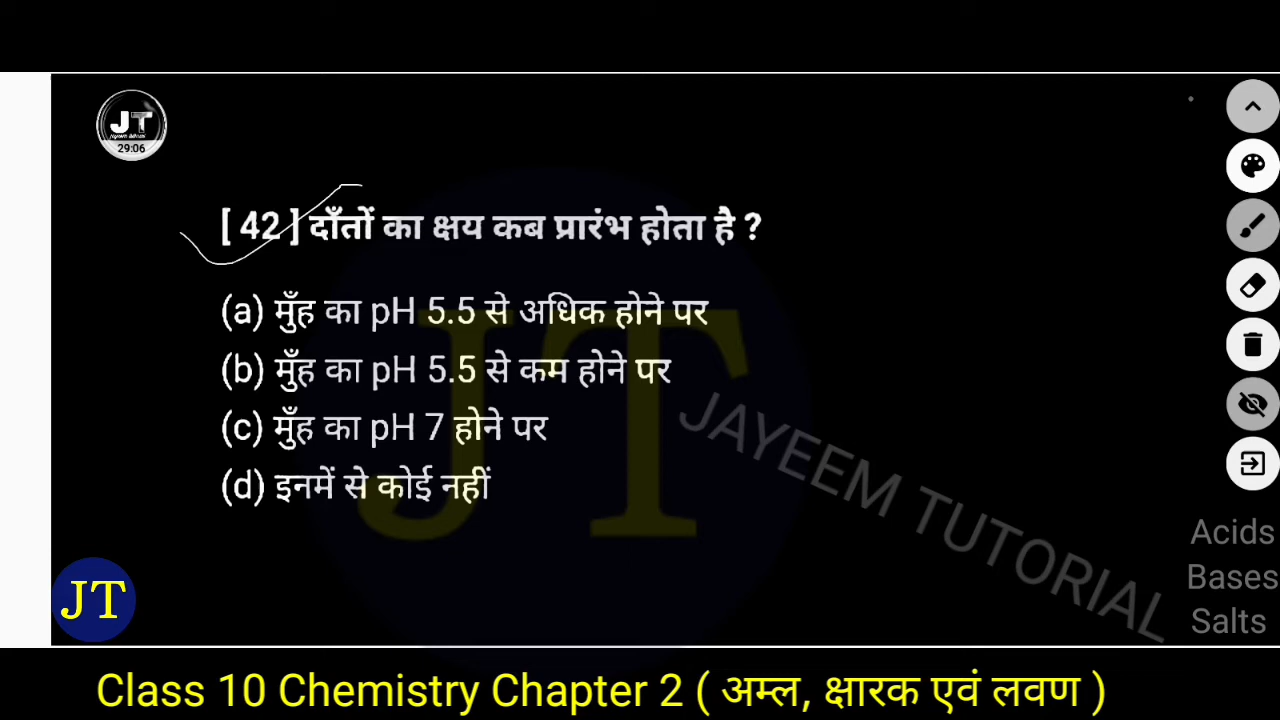 JT
29:06
[ 42 ] दाँतों का क्षय कब प्रारंभ होता है ?
(a) मुँह का pH 5.5 से अधिक होने पर
(b) मुँह का pH 5.5 से कम होने पर
(c) मुँह का pH 7 होने पर
(d) इनमें से कोई नहीं
JT
JAYEEM TUTORIAL
Acids
Bases
Salts
JT
Class 10 Chemistry Chapter 2 ( अम्ल, क्षारक एवं लवण )